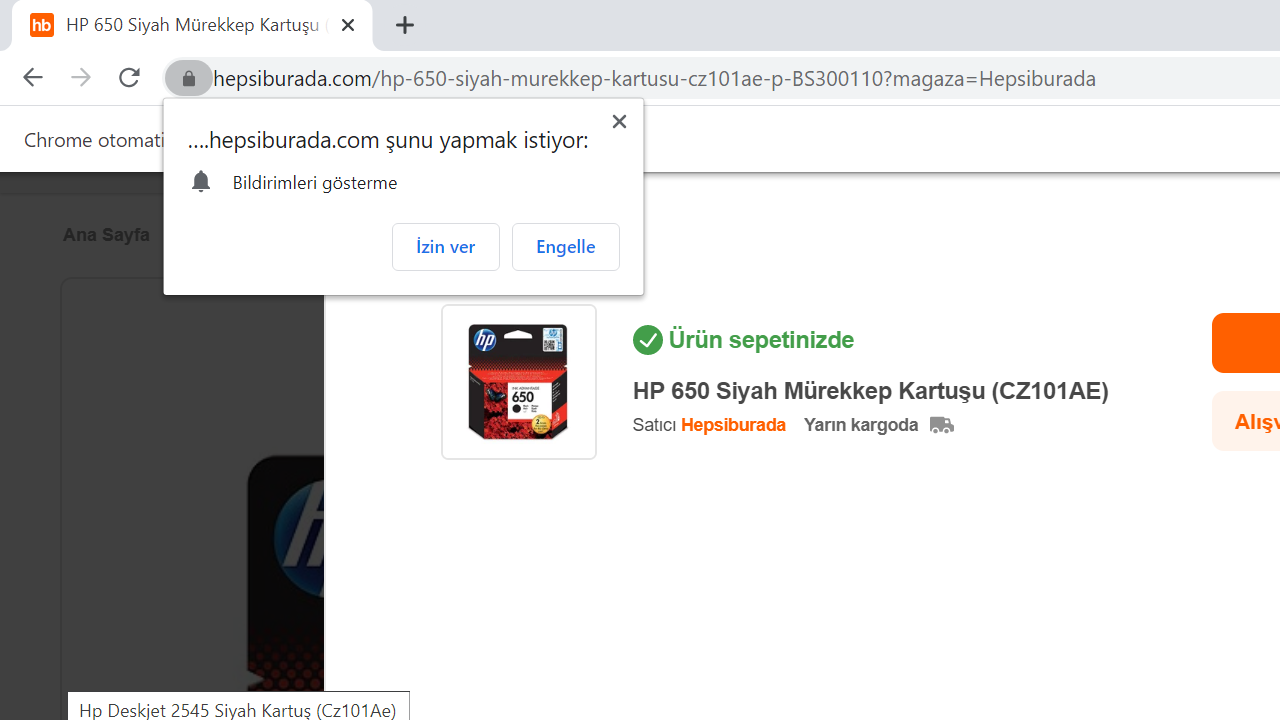 hb HP 650 Siyah Mürekkep Kartuşu
hepsiburada.com/hp-650-siyah-murekkep-kartusu-cz101ae-p-BS300110?magaza=Hepsiburada
Chrome otomati
....hepsiburada.com şunu yapmak istiyor:
Bildirimleri gösterme
İzin ver Engelle
Ana Sayfa
hp
650
Ürün sepetinizde
HP 650 Siyah Mürekkep Kartuşu (CZ101AE)
Satıcı Hepsiburada Yarın kargoda
Alışv
Hp Deskjet 2545 Siyah Kartuş (Cz101Ae)